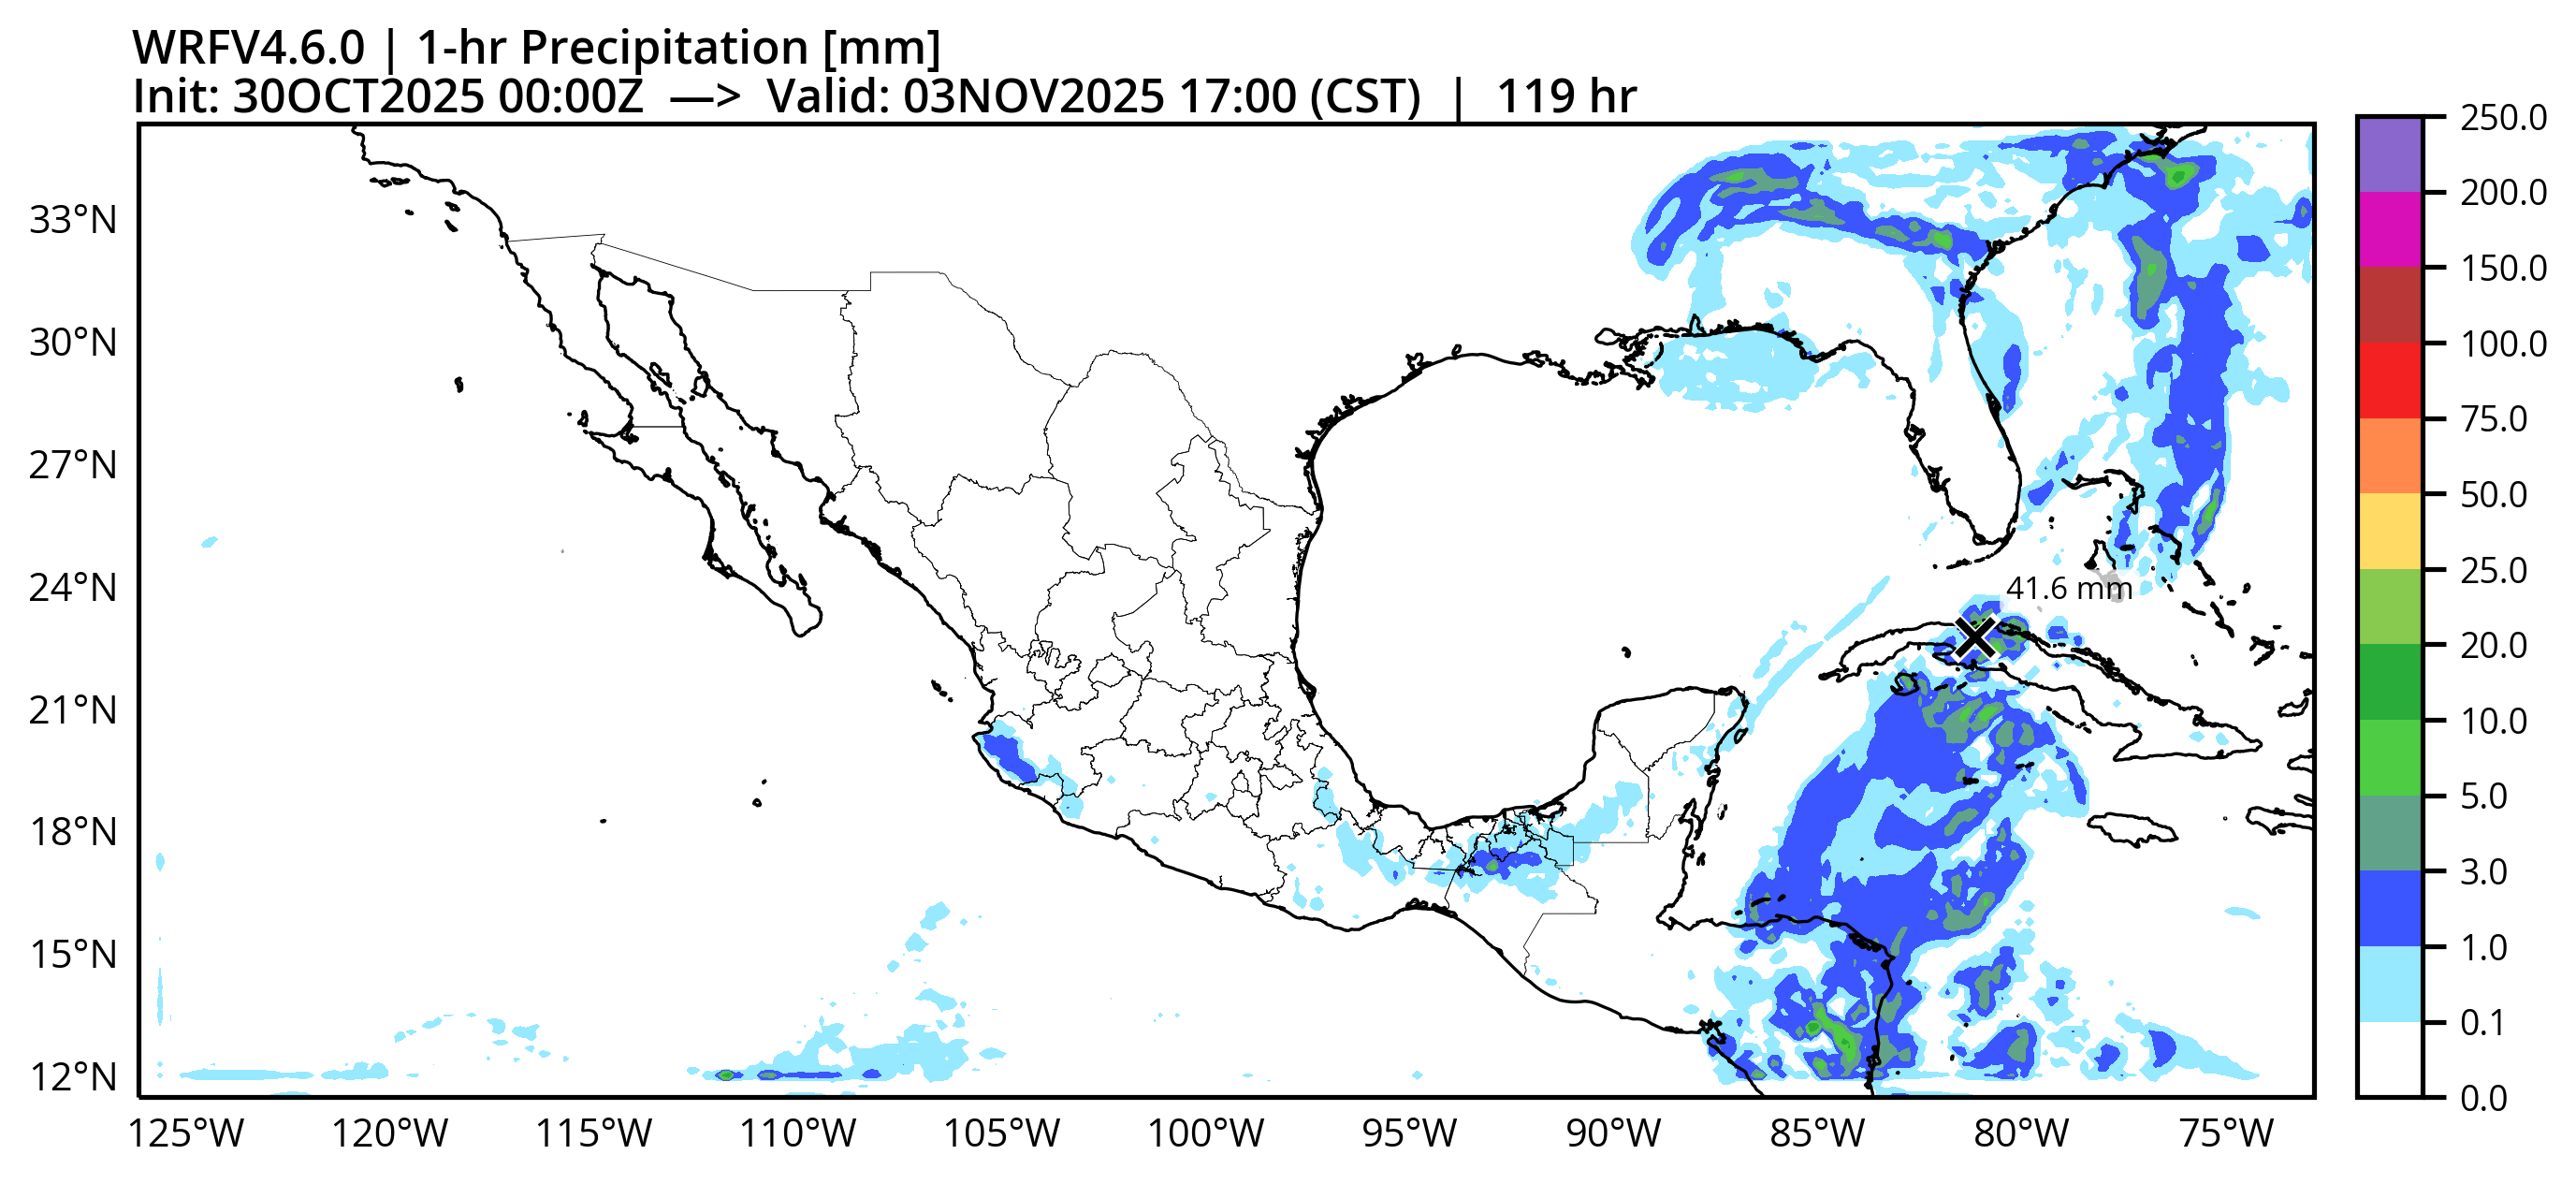 WRFV4.6.0 | 1-hr Precipitation [mm]
Init: 30OCT2025 00:00Z —> Valid: 03NOV2025 17:00 (CST) | 119 hr
33°N
30°N
27°N
24°N
21°N
18°N
15°N
12°N
125°W 120°W 115°W 110°W 105°W 100°W 95°W 90°W 85°W 80°W 75°W
41.6 mm
250.0
200.0
150.0
100.0
75.0
50.0
25.0
20.0
10.0
5.0
3.0
1.0
0.1
0.0